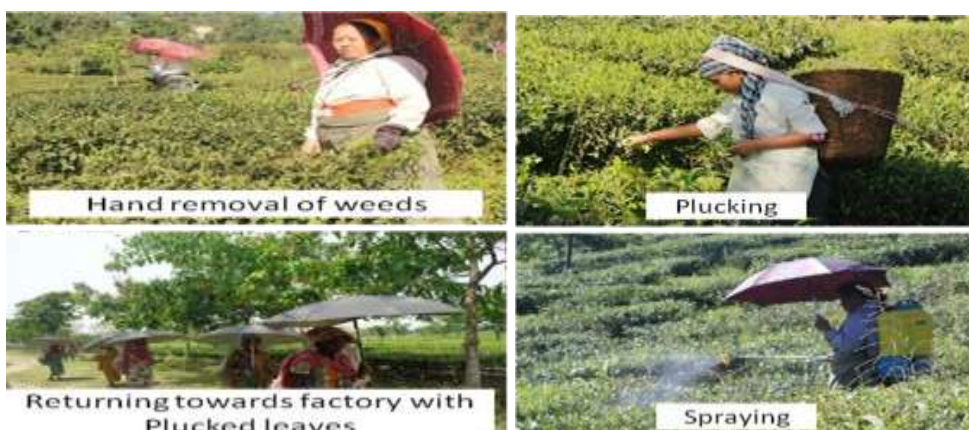 Hand removal of weeds
Plucking
Returning towards factory with
Plucked leaves
Spraying